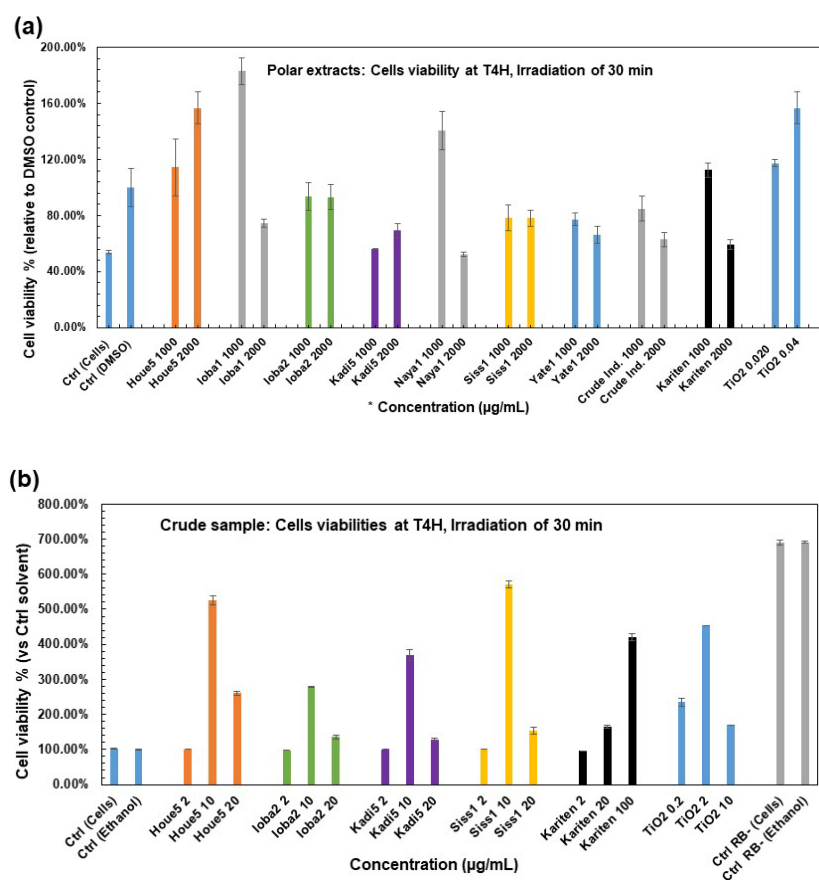 (a)
200.00%
160.00%
120.00%
80.00%
40.00%
0.00%
Cell viability % (relative to DMSO control)
Polar extracts: Cells viability at T4H, Irradiation of 30 min
Ctrl (Cells)
Ctrl (DMSO)
Houe5 1000
Houe5 2000
Ioba1 1000
Ioba1 2000
Ioba2 1000
Ioba2 2000
Kadi5 1000
Kadi5 2000
Naya1 1000
Naya1 2000
Siss1 1000
Siss1 2000
Yate1 1000
Yate1 2000
Crude Ind. 1000
Crude Ind. 2000
Kariten 1000
Kariten 2000
TiO2 0.020
TiO2 0.04
* Concentration (µg/mL)
(b)
800.00%
700.00%
600.00%
500.00%
400.00%
300.00%
200.00%
100.00%
0.00%
Cell viability % (vs Ctrl solvent)
Crude sample: Cells viabilities at T4H, Irradiation of 30 min
Ctrl (Cells)
Ctrl (Ethanol)
Houe5 2
Houe5 10
Houe5 20
Ioba2 2
Ioba2 10
Ioba2 20
Kadi5 2
Kadi5 10
Kadi5 20
Siss1 2
Siss1 10
Siss1 20
Kariten 2
Kariten 20
Kariten 100
TiO2 0.2
TiO2 2
TiO2 10
Ctrl RB- (Cells)
Ctrl RB- (Ethanol)
Concentration (µg/mL)